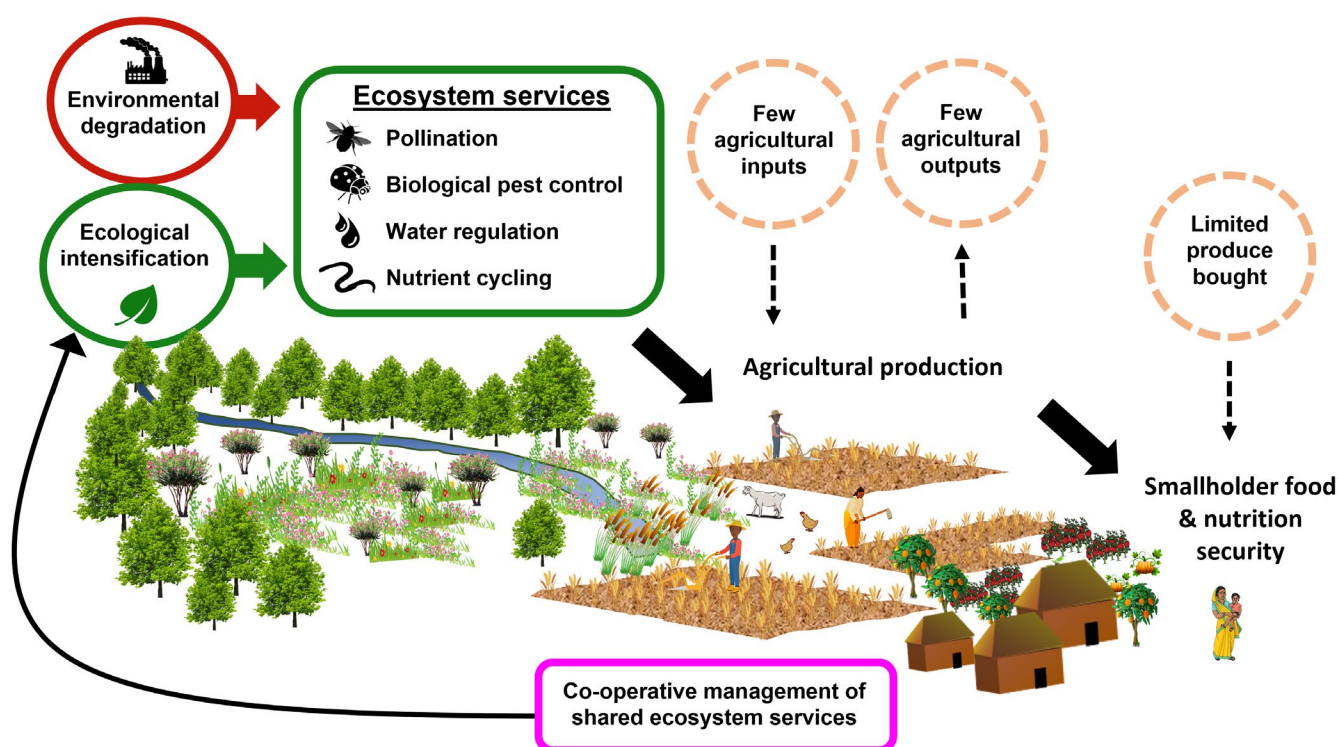 Environmental
degradation
Ecological
intensification
Ecosystem services
Pollination
Biological pest control
Water regulation
Nutrient cycling
Few
agricultural
inputs
Few
agricultural
outputs
Limited
produce
bought
Agricultural production
Smallholder food
& nutrition
security
Co-operative management of
shared ecosystem services